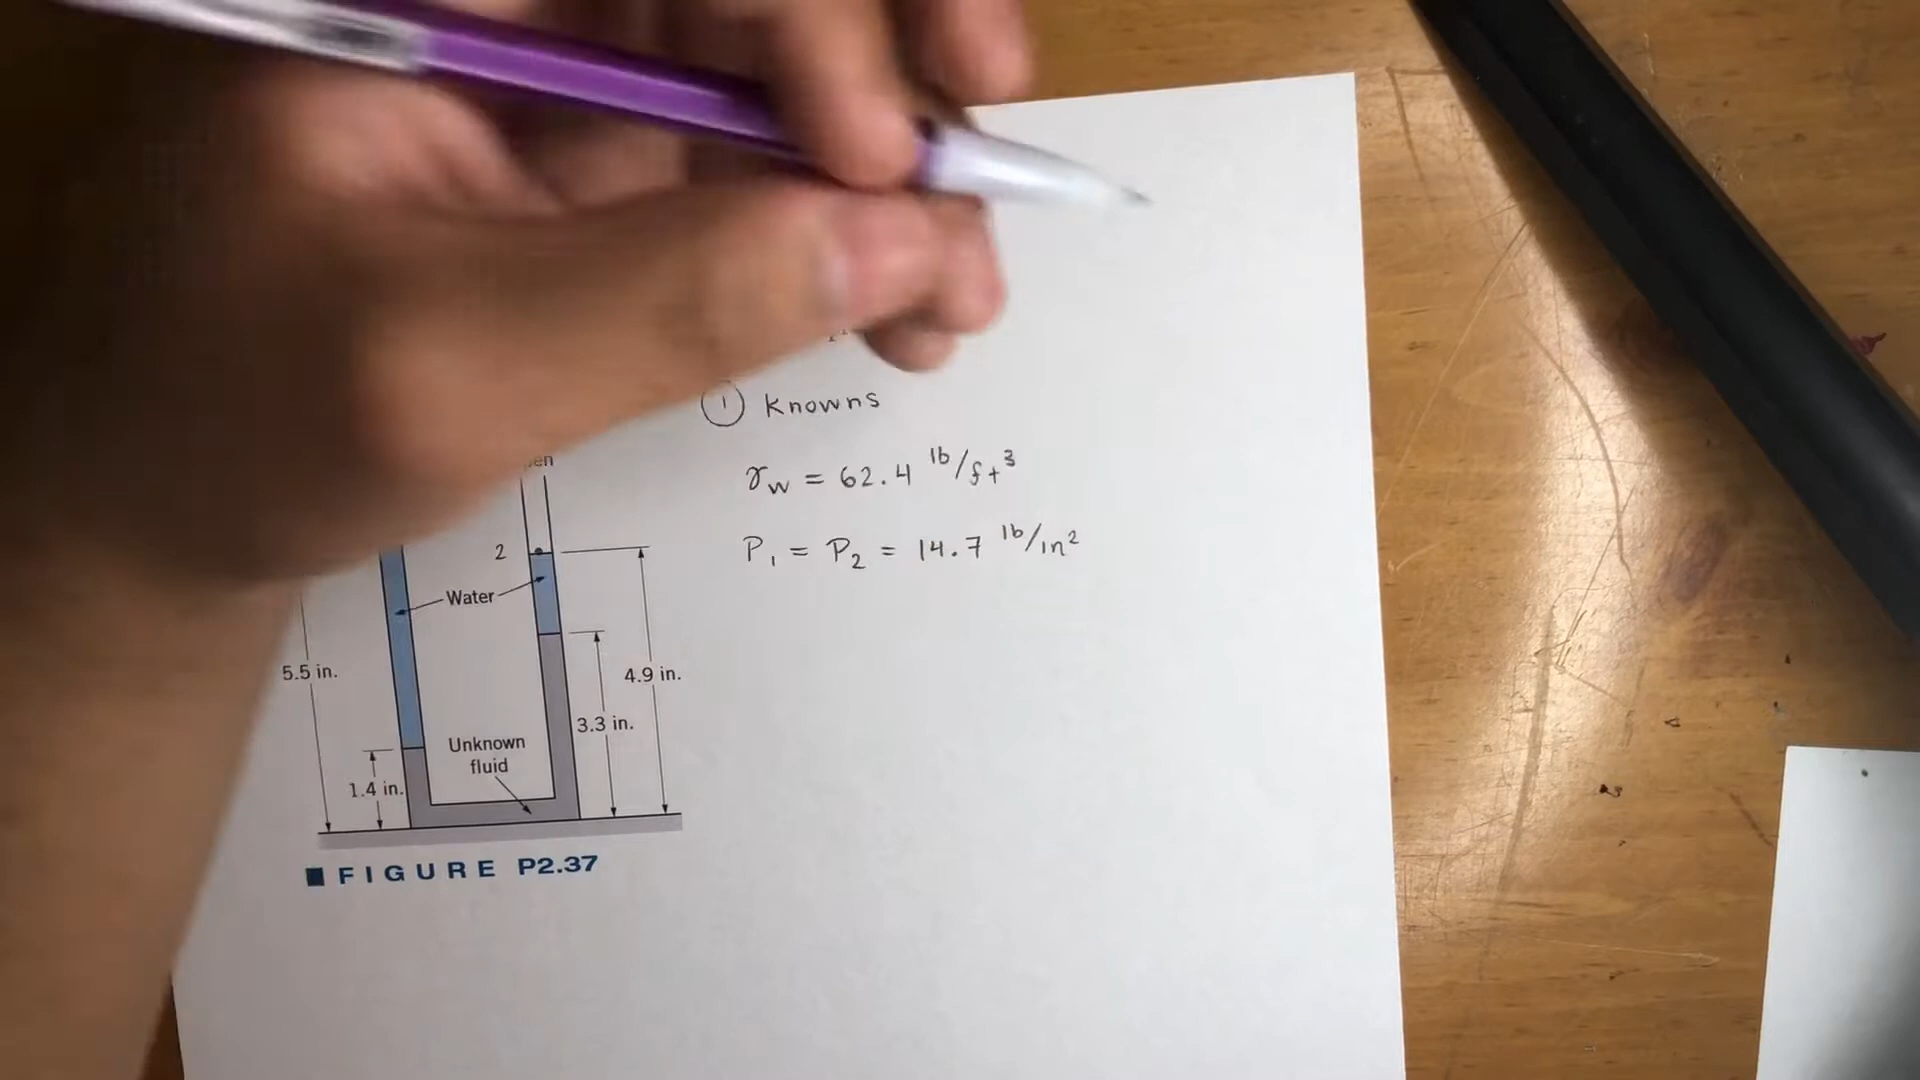 ① Knowns
γw = 62.4 lb/ft³
P₁ = P₂ = 14.7 lb/in²
2
Water
5.5 in.
4.9 in.
3.3 in.
Unknown
fluid
1.4 in.
■ FIGURE P2.37